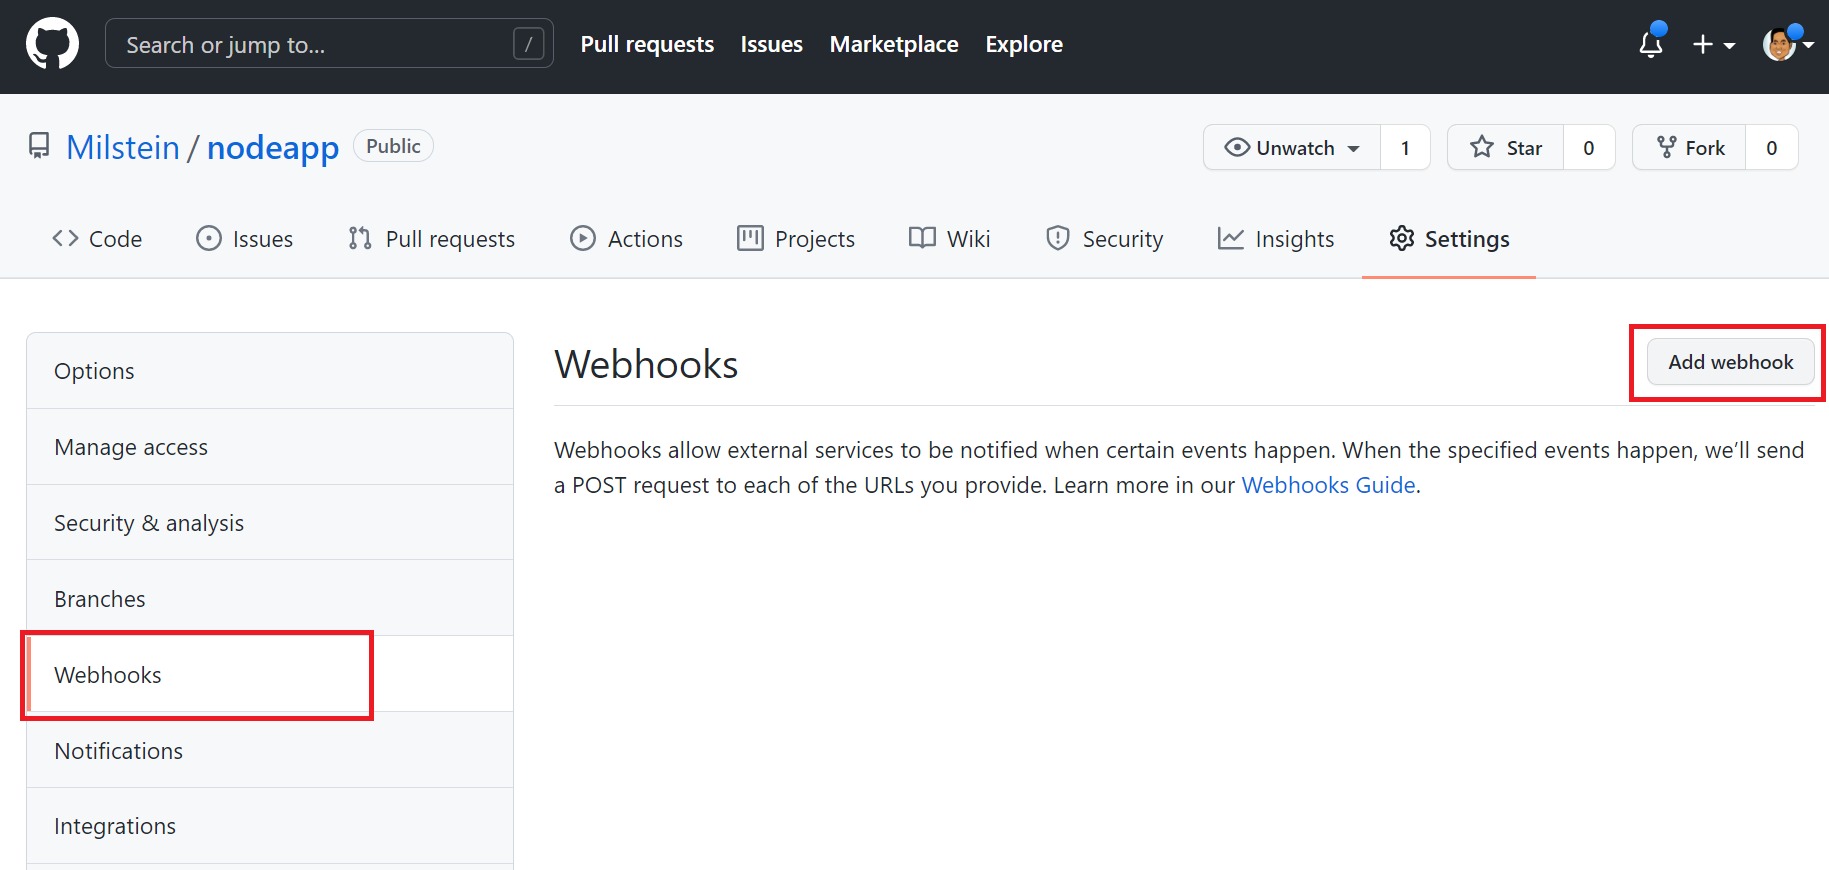 Search or jump to... / Pull requests Issues Marketplace Explore
Milstein / nodeapp Public Unwatch 1 Star 0 Fork 0
Code Issues Pull requests Actions Projects Wiki Security Insights Settings
Options
Manage access
Security & analysis
Branches
Webhooks
Notifications
Integrations
Webhooks Add webhook
Webhooks allow external services to be notified when certain events happen. When the specified events happen, we’ll send
a POST request to each of the URLs you provide. Learn more in our Webhooks Guide.